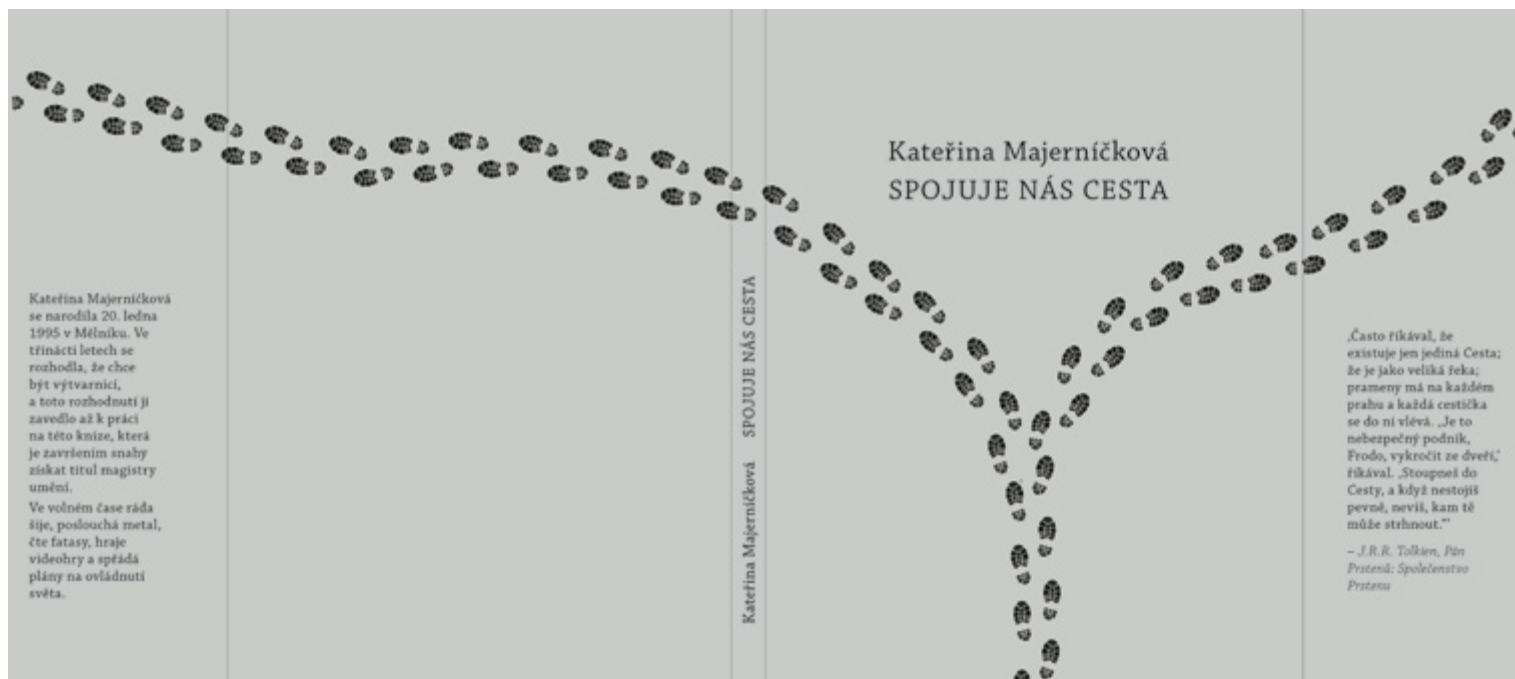 Kateřina Majerníčková
se narodila 20. ledna
1995 v Mělníku. Ve
třinácti letech se
rozhodla, že chce
být výtvarnicí,
a toto rozhodnutí ji
zavedlo až k práci
na této knize, která
je završením snahy
získat titul magistry
umění.
Ve volném čase ráda
šije, poslouchá metal,
čte fatasy, hraje
videohry a spřádá
plány na ovládnutí
světa.
Kateřina Majerníčková SPOJUJE NÁS CESTA
Kateřina Majerníčková
SPOJUJE NÁS CESTA
‚Často říkával, že
existuje jen jediná Cesta;
že je jako veliká řeka;
prameny má na každém
prahu a každá cestička
se do ní vlévá. ‚Je to
nebezpečný podnik,
Frodo, vykročit ze dveří,‘
říkával. ‚Stoupneš do
Cesty, a když nestojíš
pevně, nevíš, kam tě
může strhnout.‘“
– J.R.R. Tolkien, Pán
Prstenů: Společenstvo
Prstenu